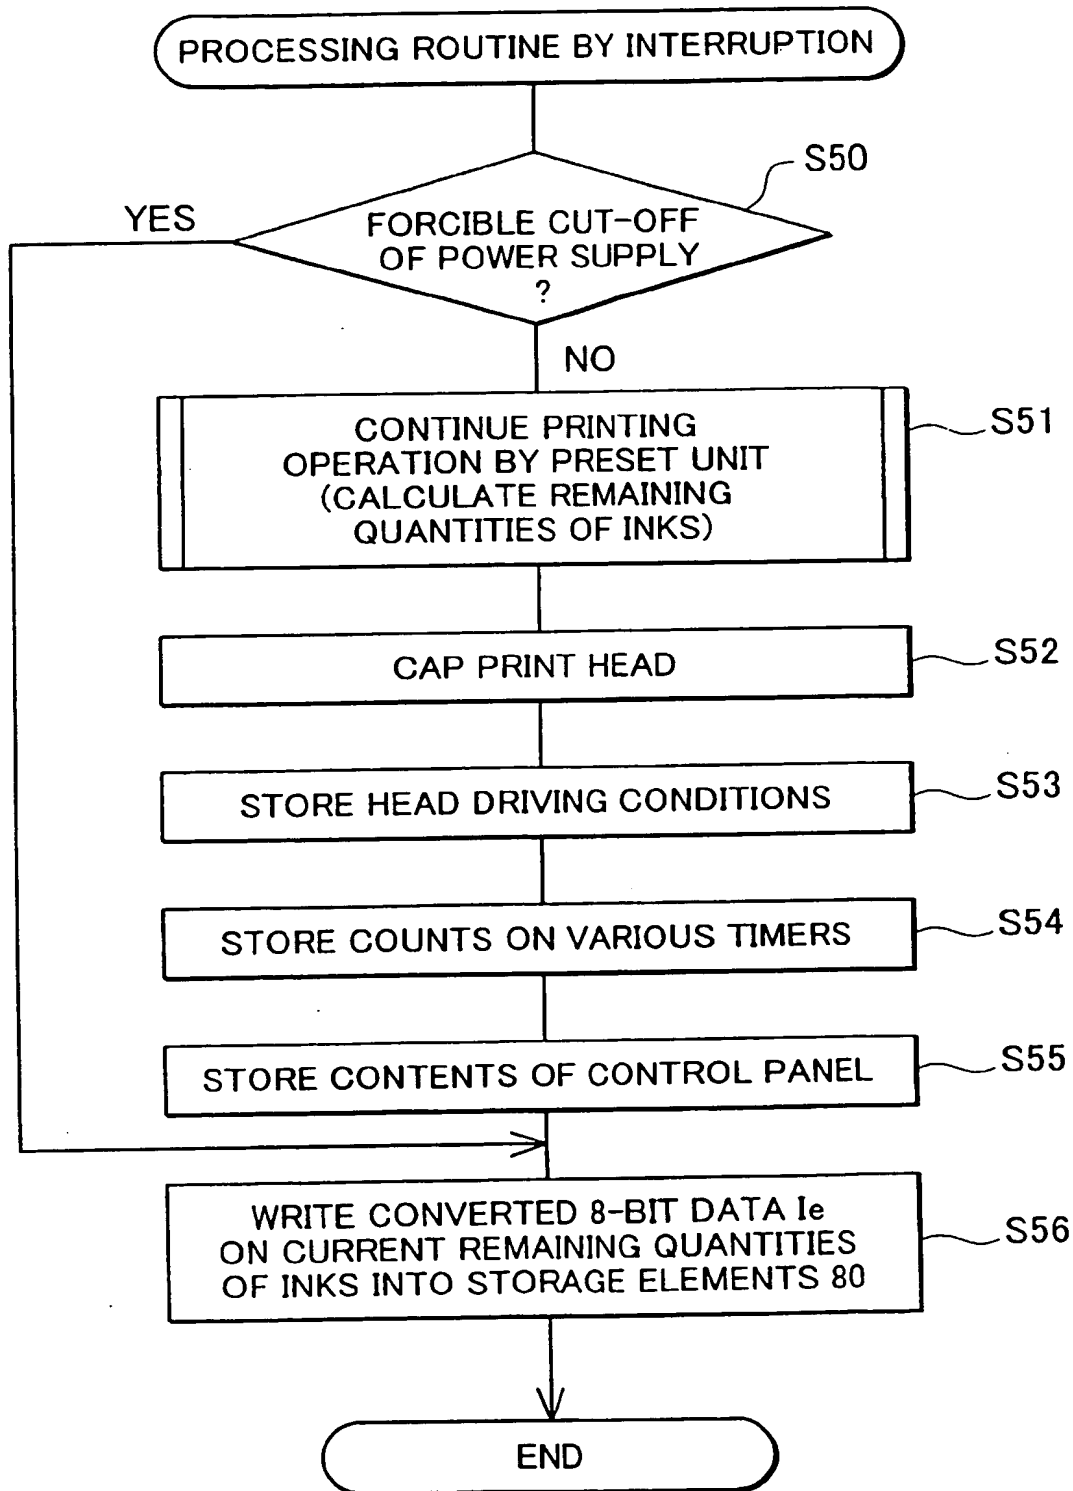 PROCESSING ROUTINE BY INTERRUPTION
S50
YES
FORCIBLE CUT-OFF
OF POWER SUPPLY
?
NO
CONTINUE PRINTING
OPERATION BY PRESET UNIT
(CALCULATE REMAINING
QUANTITIES OF INKS)
S51
CAP PRINT HEAD
S52
STORE HEAD DRIVING CONDITIONS
S53
STORE COUNTS ON VARIOUS TIMERS
S54
STORE CONTENTS OF CONTROL PANEL
S55
WRITE CONVERTED 8-BIT DATA Ie
ON CURRENT REMAINING QUANTITIES
OF INKS INTO STORAGE ELEMENTS 80
S56
END